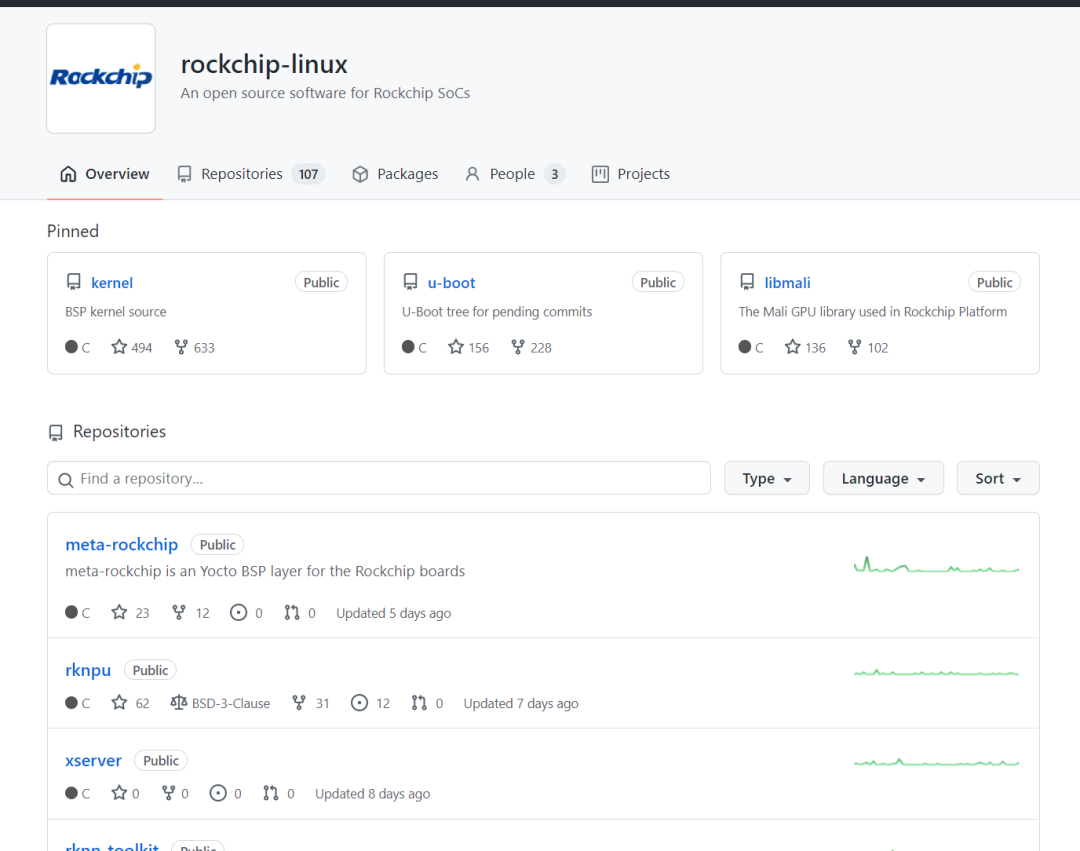 Rockchip
rockchip-linux
An open source software for Rockchip SoCs
Overview Repositories 107 Packages People 3 Projects
Pinned
kernel Public
BSP kernel source
C 494 633
u-boot Public
U-Boot tree for pending commits
C 156 228
libmali Public
The Mali GPU library used in Rockchip Platform
C 136 102
Repositories
Find a repository... Type Language Sort
meta-rockchip Public
meta-rockchip is an Yocto BSP layer for the Rockchip boards
C 23 12 0 0 Updated 5 days ago
rknpu Public
C 62 BSD-3-Clause 31 12 0 Updated 7 days ago
xserver Public
C 0 0 0 0 Updated 8 days ago
rknn-toolkit Public